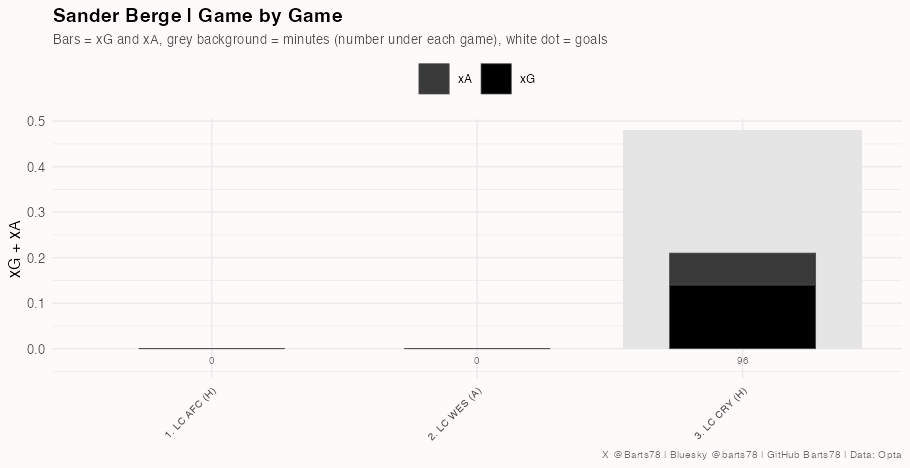 Sander Berge | Game by Game
Bars = xG and xA, grey background = minutes (number under each game), white dot = goals
xA xG
xG + xA
0.5
0.4
0.3
0.2
0.1
0.0
0 0 96
1. LC AFC (H) 2. LC WES (A) 3. LC CRY (H)
X @Barts78 | Bluesky @barts78 | GitHub Barts78 | Data: Opta